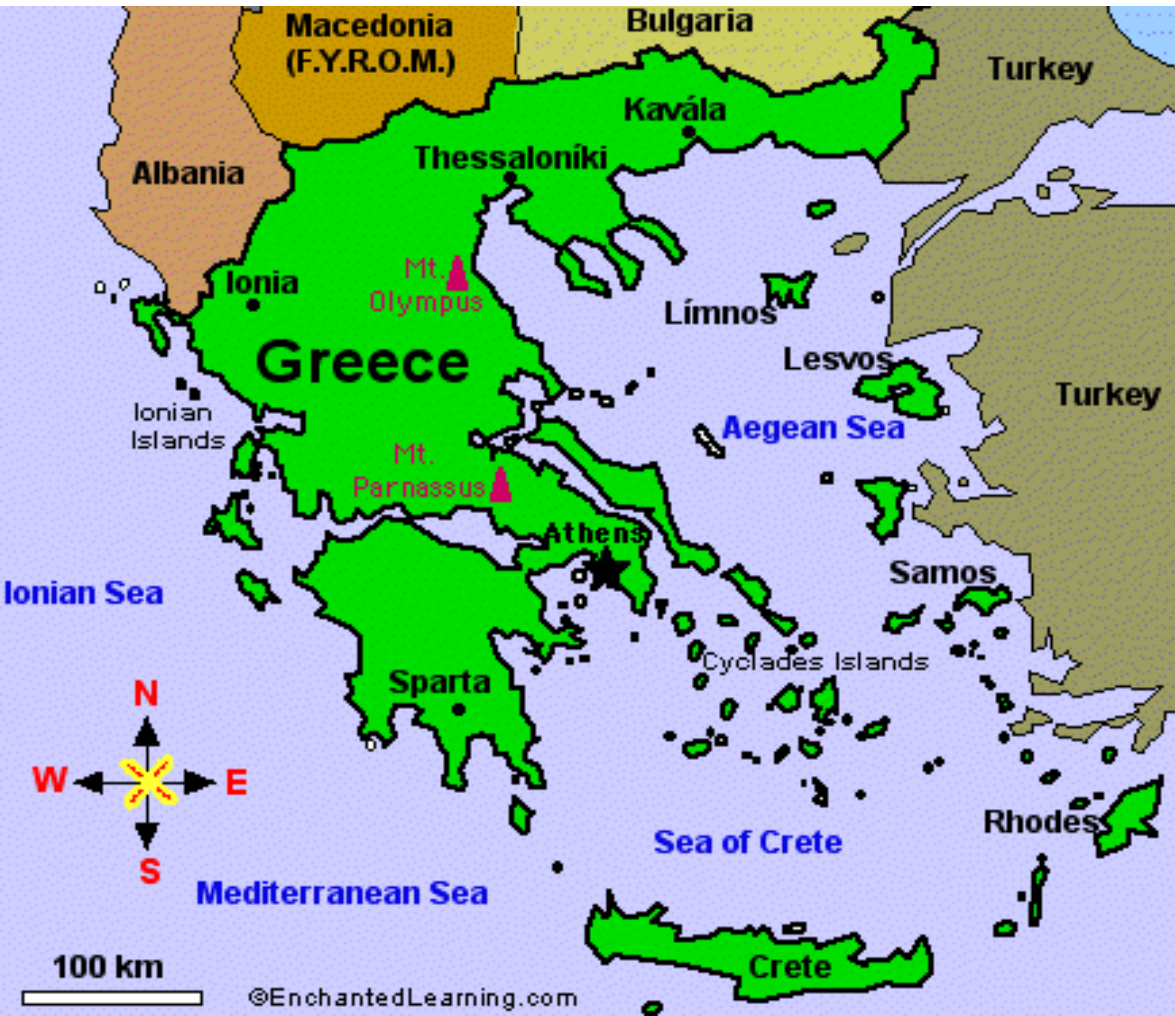 Macedonia
(F.Y.R.O.M.)
Bulgaria
Turkey
Kavála
Thessaloníki
Albania
Ionia
Mt.
Olympus
Límnos
Greece
Lesvos
Turkey
Ionian
Islands
Aegean Sea
Mt.
Parnassus
Athens
Samos
Ionian Sea
Cyclades Islands
Sparta
N
W
E
S
Rhodes
Sea of Crete
Mediterranean Sea
100 km
Crete
©EnchantedLearning.com